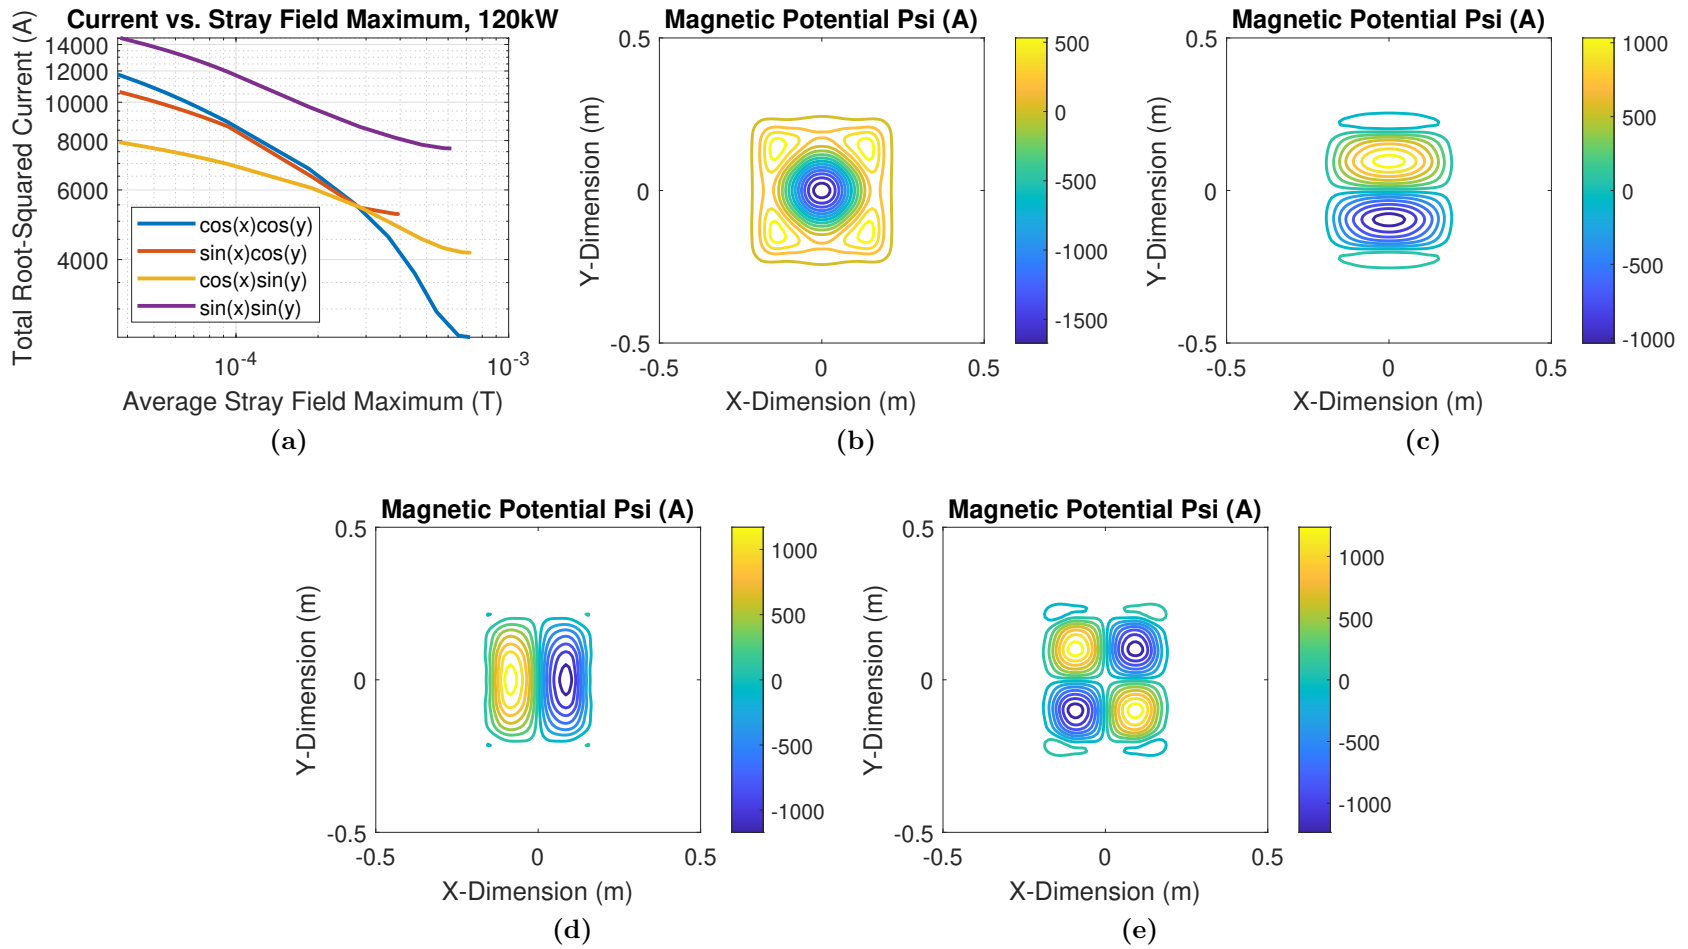 Current vs. Stray Field Maximum, 120kW
Total Root-Squared Current (A)
14000
12000
10000
8000
6000
4000
cos(x)cos(y)
sin(x)cos(y)
cos(x)sin(y)
sin(x)sin(y)
10-4
10-3
Average Stray Field Maximum (T)
(a)
Magnetic Potential Psi (A)
Y-Dimension (m)
0.5
0
-0.5
-0.5
0
0.5
X-Dimension (m)
500
0
-500
-1000
-1500
(b)
Magnetic Potential Psi (A)
Y-Dimension (m)
0.5
0
-0.5
-0.5
0
0.5
X-Dimension (m)
1000
500
0
-500
-1000
(c)
Magnetic Potential Psi (A)
Y-Dimension (m)
0.5
0
-0.5
-0.5
0
0.5
X-Dimension (m)
1000
500
0
-500
-1000
(d)
Magnetic Potential Psi (A)
Y-Dimension (m)
0.5
0
-0.5
-0.5
0
0.5
X-Dimension (m)
1000
500
0
-500
-1000
(e)